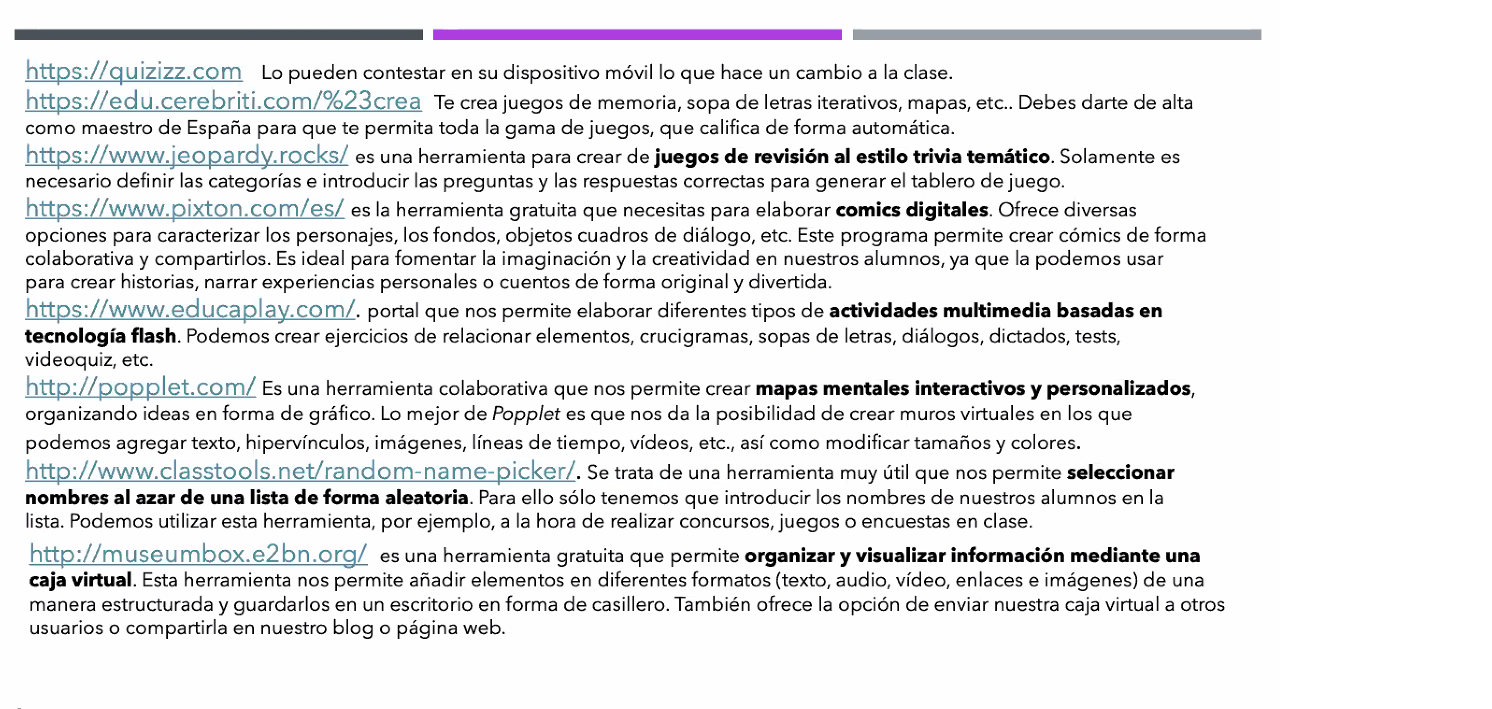 https://quizizz.com Lo pueden contestar en su dispositivo móvil lo que hace un cambio a la clase.
https://edu.cerebriti.com/%23crea Te crea juegos de memoria, sopa de letras iterativos, mapas, etc.. Debes darte de alta
como maestro de España para que te permita toda la gama de juegos, que califica de forma automática.
https://www.jeopardy.rocks/ es una herramienta para crear de juegos de revisión al estilo trivia temático. Solamente es
necesario definir las categorías e introducir las preguntas y las respuestas correctas para generar el tablero de juego.
https://www.pixton.com/es/ es la herramienta gratuita que necesitas para elaborar comics digitales. Ofrece diversas
opciones para caracterizar los personajes, los fondos, objetos cuadros de diálogo, etc. Este programa permite crear cómics de forma
colaborativa y compartirlos. Es ideal para fomentar la imaginación y la creatividad en nuestros alumnos, ya que la podemos usar
para crear historias, narrar experiencias personales o cuentos de forma original y divertida.
https://www.educaplay.com/. portal que nos permite elaborar diferentes tipos de actividades multimedia basadas en
tecnología flash. Podemos crear ejercicios de relacionar elementos, crucigramas, sopas de letras, diálogos, dictados, tests,
videoquiz, etc.
http://popplet.com/ Es una herramienta colaborativa que nos permite crear mapas mentales interactivos y personalizados,
organizando ideas en forma de gráfico. Lo mejor de Popplet es que nos da la posibilidad de crear muros virtuales en los que
podemos agregar texto, hipervínculos, imágenes, líneas de tiempo, vídeos, etc., así como modificar tamaños y colores.
http://www.classtools.net/random-name-picker/. Se trata de una herramienta muy útil que nos permite seleccionar
nombres al azar de una lista de forma aleatoria. Para ello sólo tenemos que introducir los nombres de nuestros alumnos en la
lista. Podemos utilizar esta herramienta, por ejemplo, a la hora de realizar concursos, juegos o encuestas en clase.
http://museumbox.e2bn.org/ es una herramienta gratuita que permite organizar y visualizar información mediante una
caja virtual. Esta herramienta nos permite añadir elementos en diferentes formatos (texto, audio, vídeo, enlaces e imágenes) de una
manera estructurada y guardarlos en un escritorio en forma de casillero. También ofrece la opción de enviar nuestra caja virtual a otros
usuarios o compartirla en nuestro blog o página web.